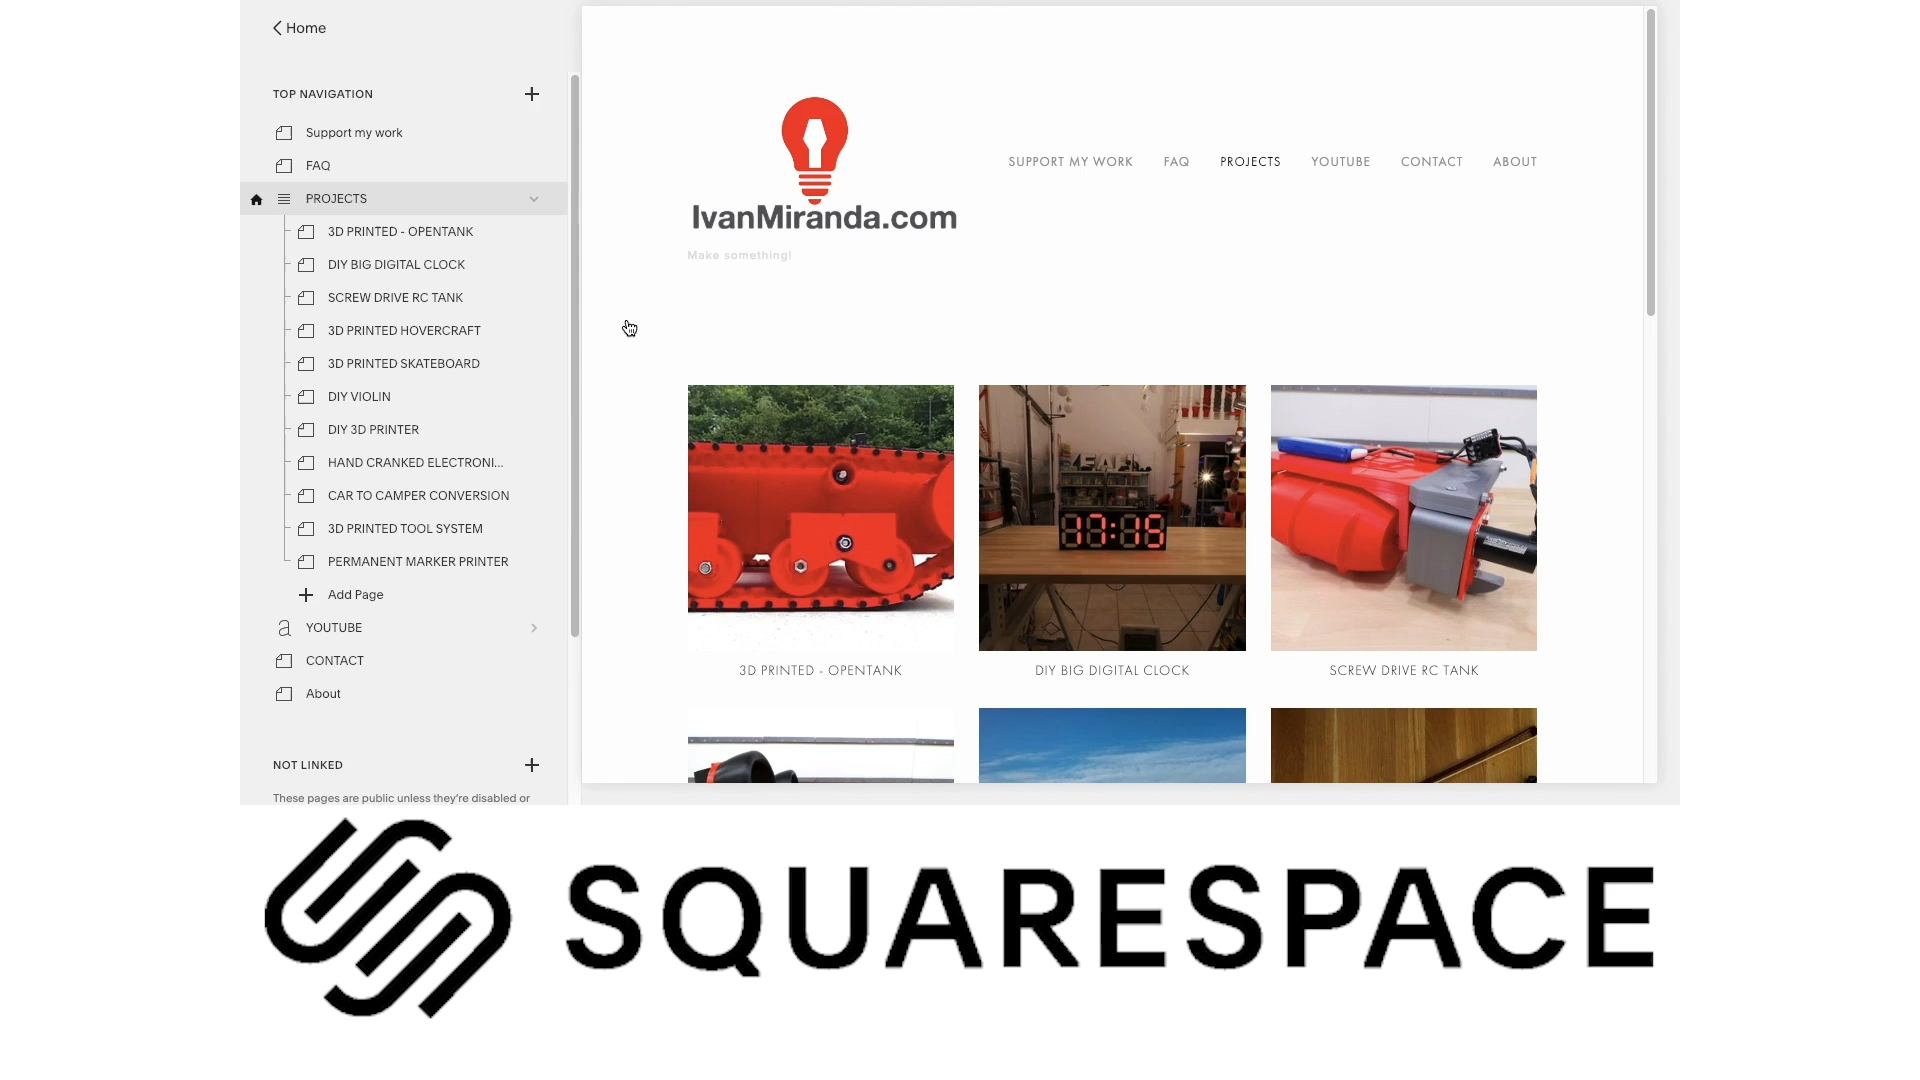 Home
TOP NAVIGATION
Support my work
FAQ
PROJECTS
3D PRINTED - OPENTANK
DIY BIG DIGITAL CLOCK
SCREW DRIVE RC TANK
3D PRINTED HOVERCRAFT
3D PRINTED SKATEBOARD
DIY VIOLIN
DIY 3D PRINTER
HAND CRANKED ELECTRONI...
CAR TO CAMPER CONVERSION
3D PRINTED TOOL SYSTEM
PERMANENT MARKER PRINTER
Add Page
YOUTUBE
CONTACT
About
NOT LINKED
These pages are public unless they're disabled or
IvanMiranda.com
Make something!
SUPPORT MY WORK FAQ PROJECTS YOUTUBE CONTACT ABOUT
17:15
3D PRINTED - OPENTANK
DIY BIG DIGITAL CLOCK
SCREW DRIVE RC TANK
SQUARESPACE